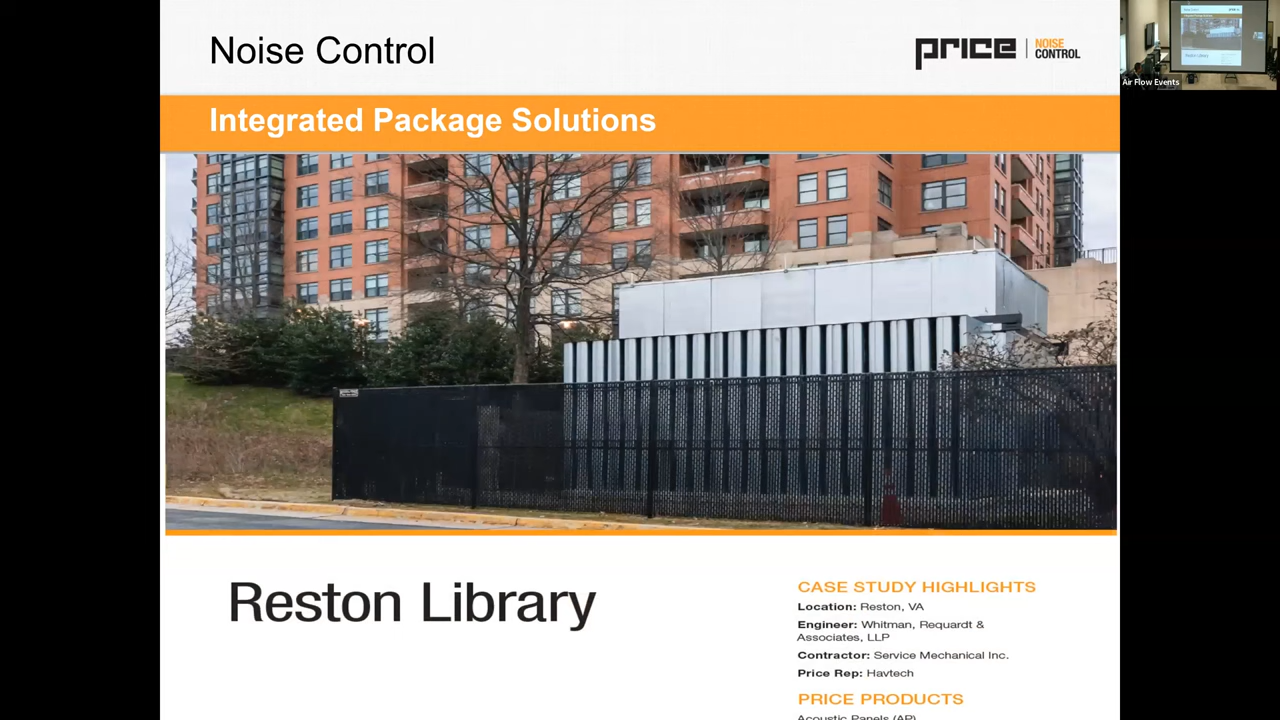 Noise Control
price | NOISE CONTROL
Air Flow Events
Integrated Package Solutions
Reston Library
CASE STUDY HIGHLIGHTS
Location: Reston, VA
Engineer: Whitman, Requardt &
Associates, LLP
Contractor: Service Mechanical Inc.
Price Rep: Havtech
PRICE PRODUCTS
Acoustic Panels (AP)